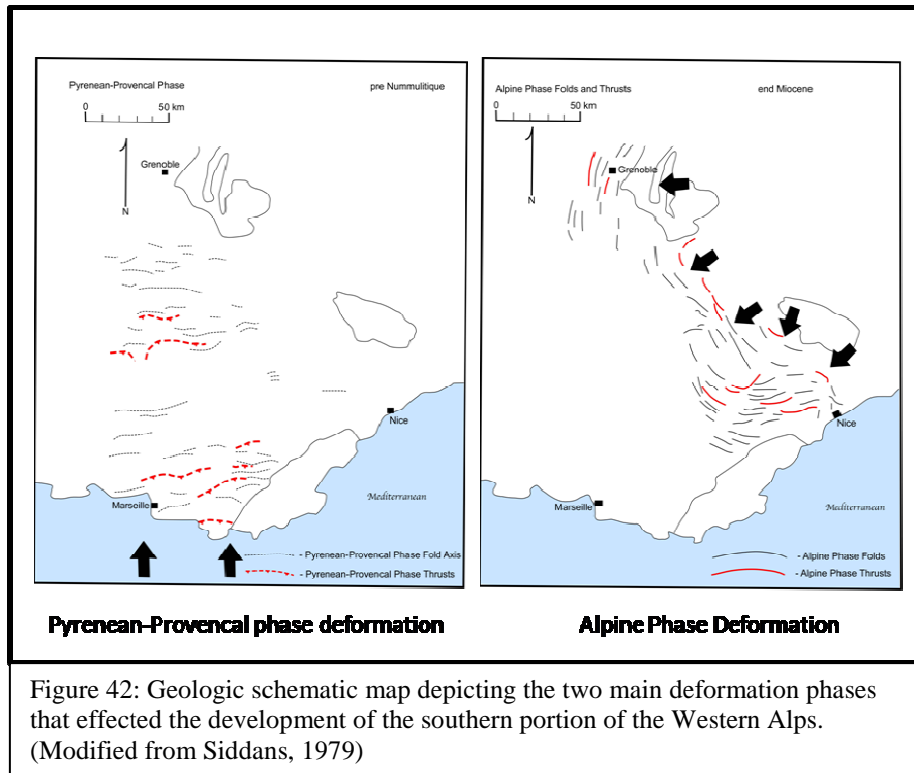 Pyrenean-Provencal Phase
pre Nummulitique
0 50 km
Grenoble
N
Nice
Mediterranean
Marseille
- Pyrenean-Provencal Phase Fold Axis
- Pyrenean-Provencal Phase Thrusts
Pyrenean-Provencal phase deformation
Alpine Phase Folds and Thrusts
end Miocene
0 50 km
Grenoble
N
Nice
Marseille
Mediterranean
- Alpine Phase Folds
- Alpine Phase Thrusts
Alpine Phase Deformation
Figure 42: Geologic schematic map depicting the two main deformation phases
that effected the development of the southern portion of the Western Alps.
(Modified from Siddans, 1979)